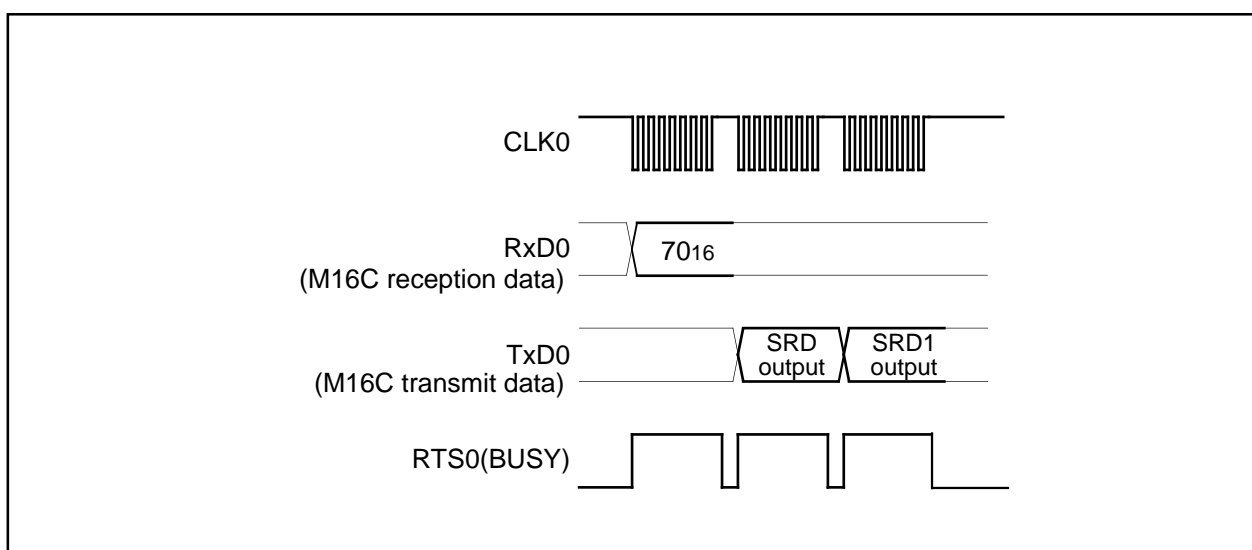 CLK0
RxD0
(M16C reception data)
7016
TxD0
(M16C transmit data)
SRD
output
SRD1
output
RTS0(BUSY)